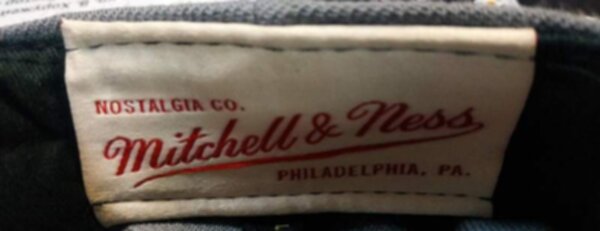 NOSTALGIA CO.
Mitchell & Ness
PHILADELPHIA, PA.